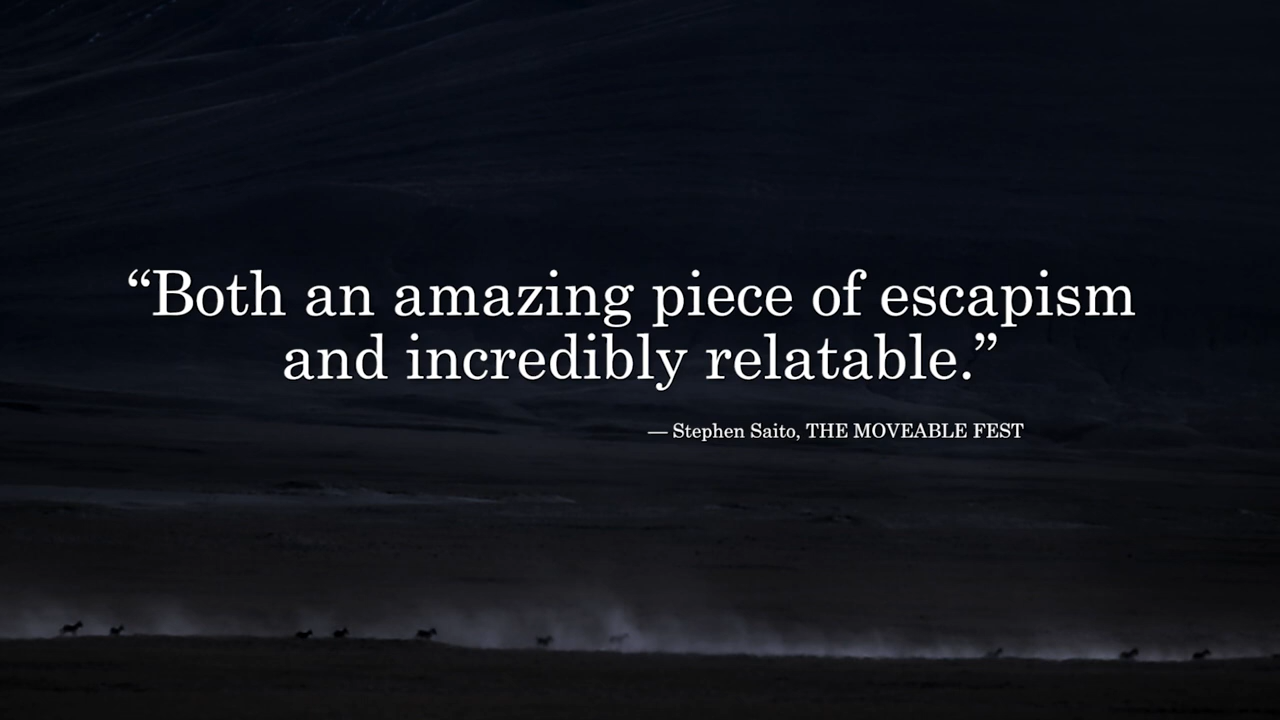 “Both an amazing piece of escapism
and incredibly relatable.”
— Stephen Saito, THE MOVEABLE FEST